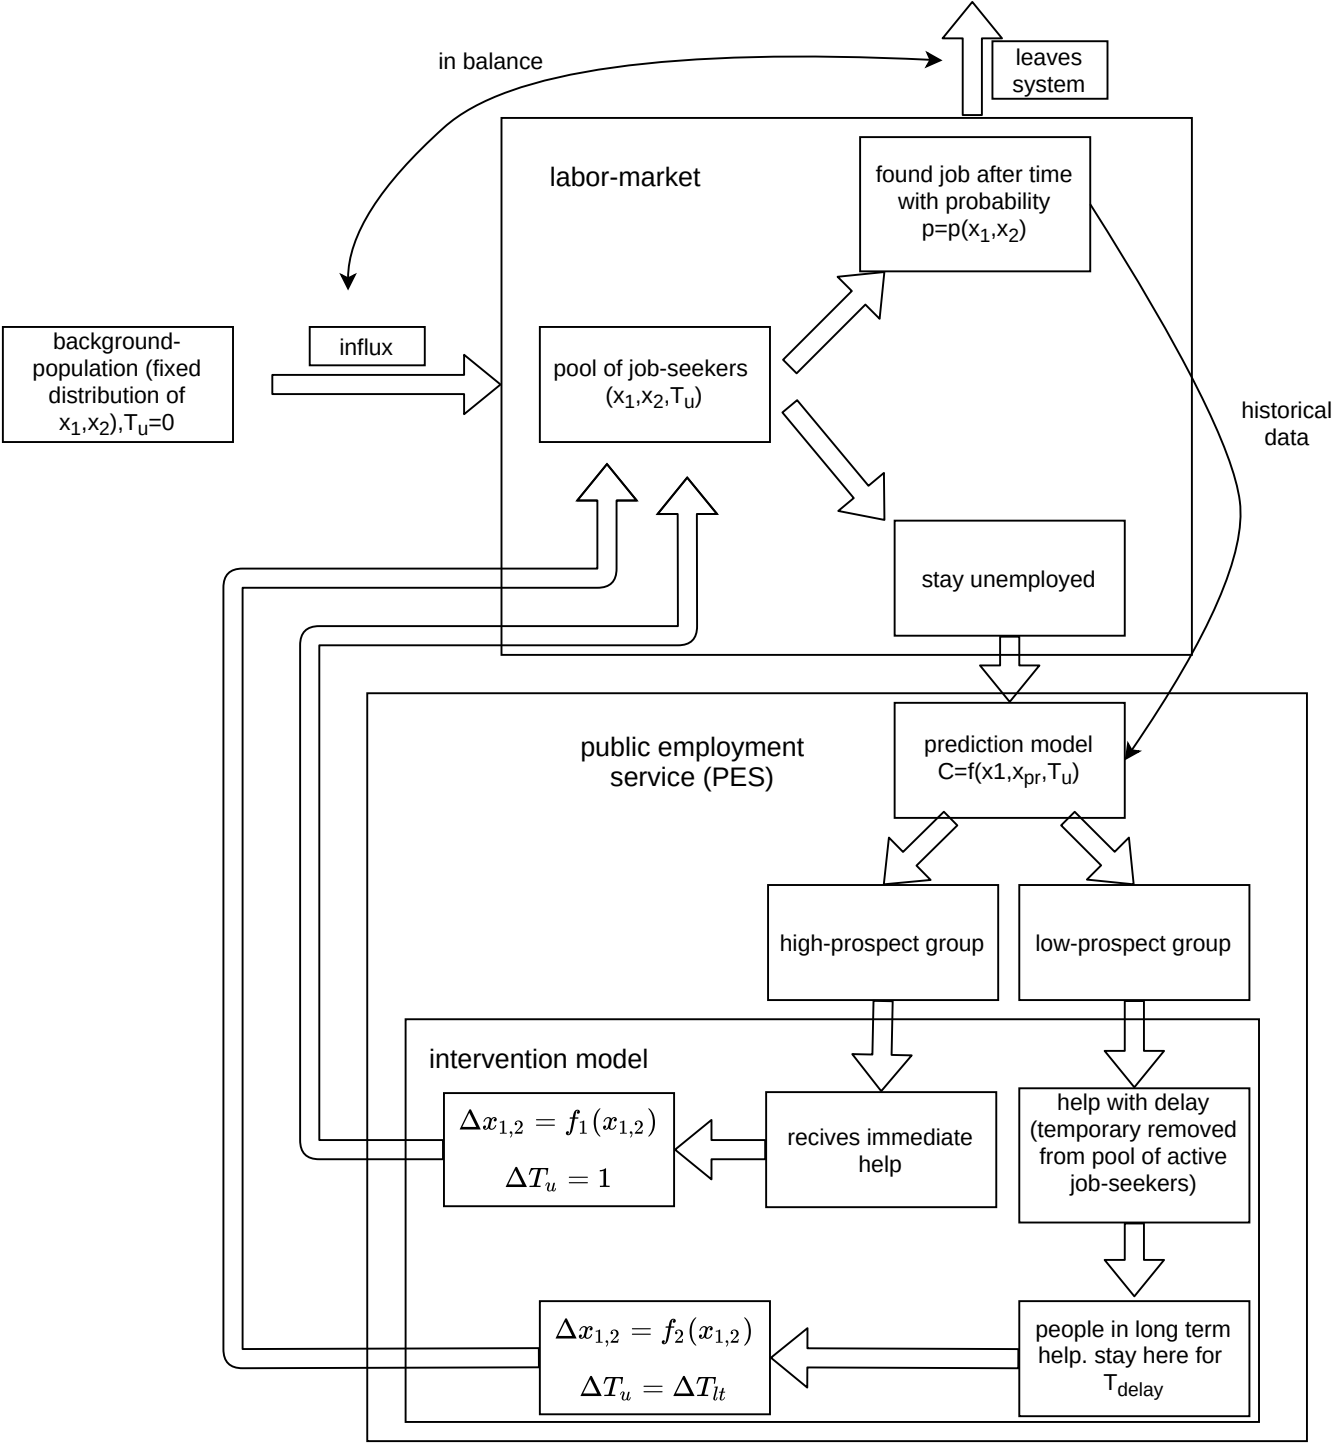 in balance
leaves
system
labor-market
found job after time
with probability
p=p(x₁,x₂)
background-
population (fixed
distribution of
x₁,x₂),Tᵤ=0
influx
pool of job-seekers
(x₁,x₂,Tᵤ)
historical
data
stay unemployed
public employment
service (PES)
prediction model
C=f(x1,x_pr,Tᵤ)
high-prospect group
low-prospect group
intervention model
Δx₁,₂ = f₁(x₁,₂)
ΔTᵤ = 1
recives immediate
help
help with delay
(temporary removed
from pool of active
job-seekers)
Δx₁,₂ = f₂(x₁,₂)
ΔTᵤ = ΔT_lt
people in long term
help. stay here for
T_delay